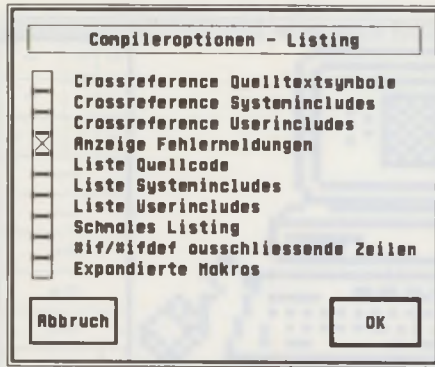 Compileroptionen - Listing
Crossreference Quelltextsymbole
Crossreference Systemincludes
Crossreference Userincludes
Anzeige Fehlermeldungen
Liste Quellcode
Liste Systemincludes
Liste Userincludes
Schmales Listing
#if/#ifdef ausschliessende Zeilen
Expandierte Makros
Abbruch
OK